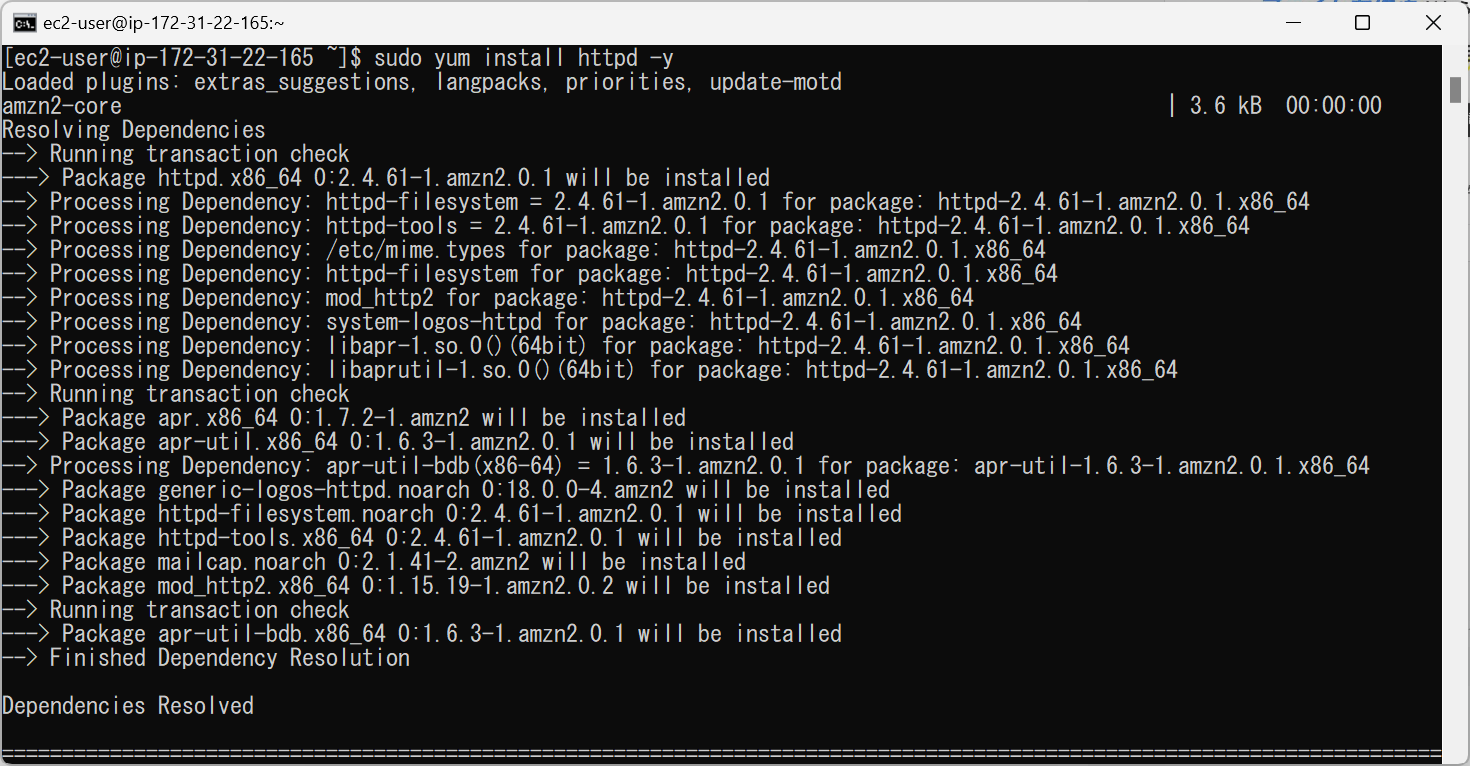 ec2-user@ip-172-31-22-165:~
[ec2-user@ip-172-31-22-165 ~]$ sudo yum install httpd -y
Loaded plugins: extras_suggestions, langpacks, priorities, update-motd
amzn2-core | 3.6 kB 00:00:00
Resolving Dependencies
--> Running transaction check
---> Package httpd.x86_64 0:2.4.61-1.amzn2.0.1 will be installed
--> Processing Dependency: httpd-filesystem = 2.4.61-1.amzn2.0.1 for package: httpd-2.4.61-1.amzn2.0.1.x86_64
--> Processing Dependency: httpd-tools = 2.4.61-1.amzn2.0.1 for package: httpd-2.4.61-1.amzn2.0.1.x86_64
--> Processing Dependency: /etc/mime.types for package: httpd-2.4.61-1.amzn2.0.1.x86_64
--> Processing Dependency: httpd-filesystem for package: httpd-2.4.61-1.amzn2.0.1.x86_64
--> Processing Dependency: mod_http2 for package: httpd-2.4.61-1.amzn2.0.1.x86_64
--> Processing Dependency: system-logos-httpd for package: httpd-2.4.61-1.amzn2.0.1.x86_64
--> Processing Dependency: libapr-1.so.0()(64bit) for package: httpd-2.4.61-1.amzn2.0.1.x86_64
--> Processing Dependency: libaprutil-1.so.0()(64bit) for package: httpd-2.4.61-1.amzn2.0.1.x86_64
--> Running transaction check
---> Package apr.x86_64 0:1.7.2-1.amzn2 will be installed
---> Package apr-util.x86_64 0:1.6.3-1.amzn2.0.1 will be installed
--> Processing Dependency: apr-util-bdb(x86-64) = 1.6.3-1.amzn2.0.1 for package: apr-util-1.6.3-1.amzn2.0.1.x86_64
---> Package generic-logos-httpd.noarch 0:18.0.0-4.amzn2 will be installed
---> Package httpd-filesystem.noarch 0:2.4.61-1.amzn2.0.1 will be installed
---> Package httpd-tools.x86_64 0:2.4.61-1.amzn2.0.1 will be installed
---> Package mailcap.noarch 0:2.1.41-2.amzn2 will be installed
---> Package mod_http2.x86_64 0:1.15.19-1.amzn2.0.2 will be installed
--> Running transaction check
---> Package apr-util-bdb.x86_64 0:1.6.3-1.amzn2.0.1 will be installed
--> Finished Dependency Resolution
Dependencies Resolved
========================================================================================================================